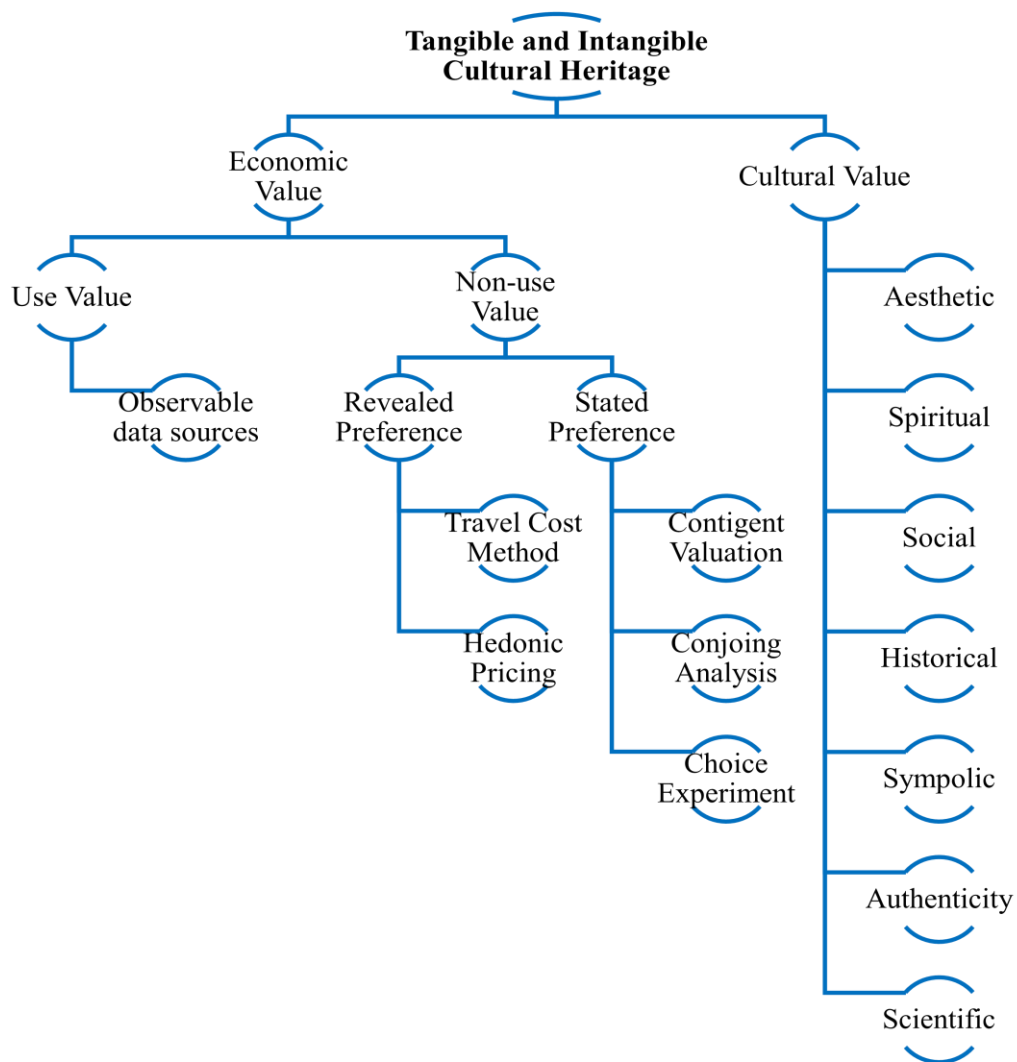 Tangible and Intangible
Cultural Heritage
Economic
Value
Cultural Value
Use Value
Non-use
Value
Observable
data sources
Revealed
Preference
Stated
Preference
Travel Cost
Method
Hedonic
Pricing
Contigent
Valuation
Conjoing
Analysis
Choice
Experiment
Aesthetic
Spiritual
Social
Historical
Sympolic
Authenticity
Scientific